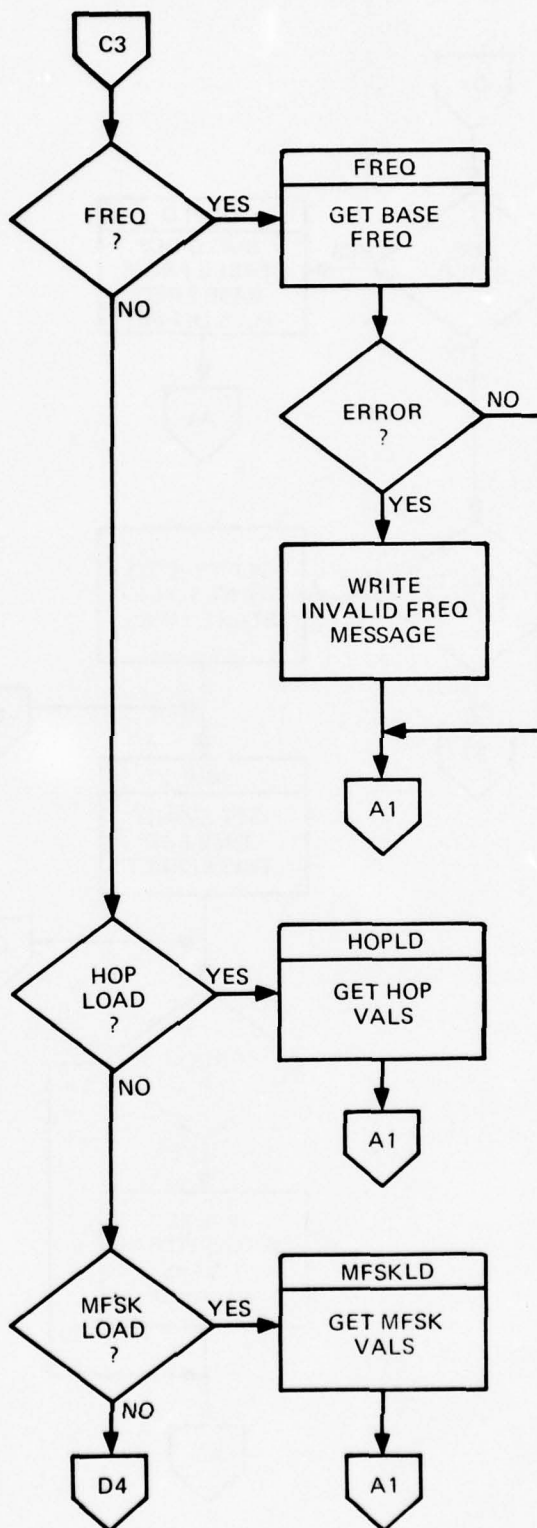 C3
FREQ
?
YES
NO
FREQ
GET BASE
FREQ
ERROR
?
NO
YES
WRITE
INVALID FREQ
MESSAGE
A1
HOP
LOAD
?
YES
NO
HOPLD
GET HOP
VALS
A1
MFSK
LOAD
?
YES
NO
MFSKLD
GET MFSK
VALS
D4
A1